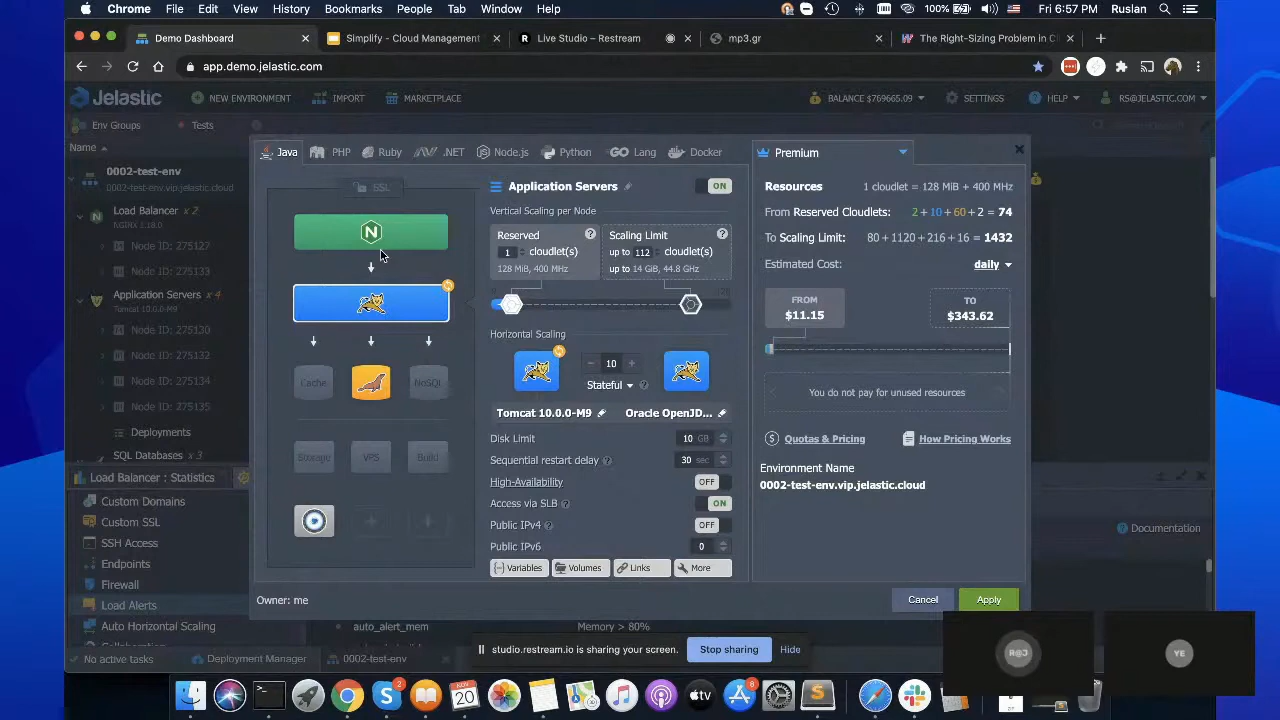 Chrome File Edit View History Bookmarks People Tab Window Help 100% Fri 6:57 PM Ruslan
Demo Dashboard Simplify - Cloud Management Live Studio – Restream mp3.gr The Right-Sizing Problem in Cl
app.demo.jelastic.com
Jelastic NEW ENVIRONMENT IMPORT MARKETPLACE BALANCE $769665.09 SETTINGS HELP RS@JELASTIC.COM
Env Groups Tests
Name
0002-test-env
0002-test-env.vip.jelastic.cloud
Load Balancer x 2
NGINX 1.18.0
Node ID: 275127
Node ID: 275133
Application Servers x 4
Tomcat 10.0.0-M9
Node ID: 275130
Node ID: 275132
Node ID: 275134
Node ID: 275135
Deployments
SQL Databases x 3
Load Balancer : Statistics
Custom Domains
Custom SSL
SSH Access
Endpoints
Firewall
Load Alerts
Auto Horizontal Scaling
Documentation
auto_alert_mem Memory > 80%
No active tasks Deployment Manager 0002-test-env
Java PHP Ruby .NET Node.js Python Lang Docker
SSL
Cache NoSQL
Storage VPS Build
Application Servers ON
Vertical Scaling per Node
Reserved ? Scaling Limit ?
1 cloudlet(s) up to 112 cloudlet(s)
128 MiB, 400 MHz up to 14 GiB, 44.8 GHz
Horizontal Scaling
10
Stateful
Tomcat 10.0.0-M9 Oracle OpenJD...
Disk Limit 10 GB
Sequential restart delay 30 sec
High-Availability OFF
Access via SLB ON
Public IPv4 OFF
Public IPv6 0
Variables Volumes Links More
Premium
Resources 1 cloudlet = 128 MiB + 400 MHz
From Reserved Cloudlets: 2+10+60+2 = 74
To Scaling Limit: 80+1120+216+16 = 1432
Estimated Cost: daily
FROM TO
$11.15 $343.62
You do not pay for unused resources
Quotas & Pricing How Pricing Works
Environment Name
0002-test-env.vip.jelastic.cloud
Owner: me Cancel Apply
studio.restream.io is sharing your screen. Stop sharing Hide
R@J YE
NOV
20